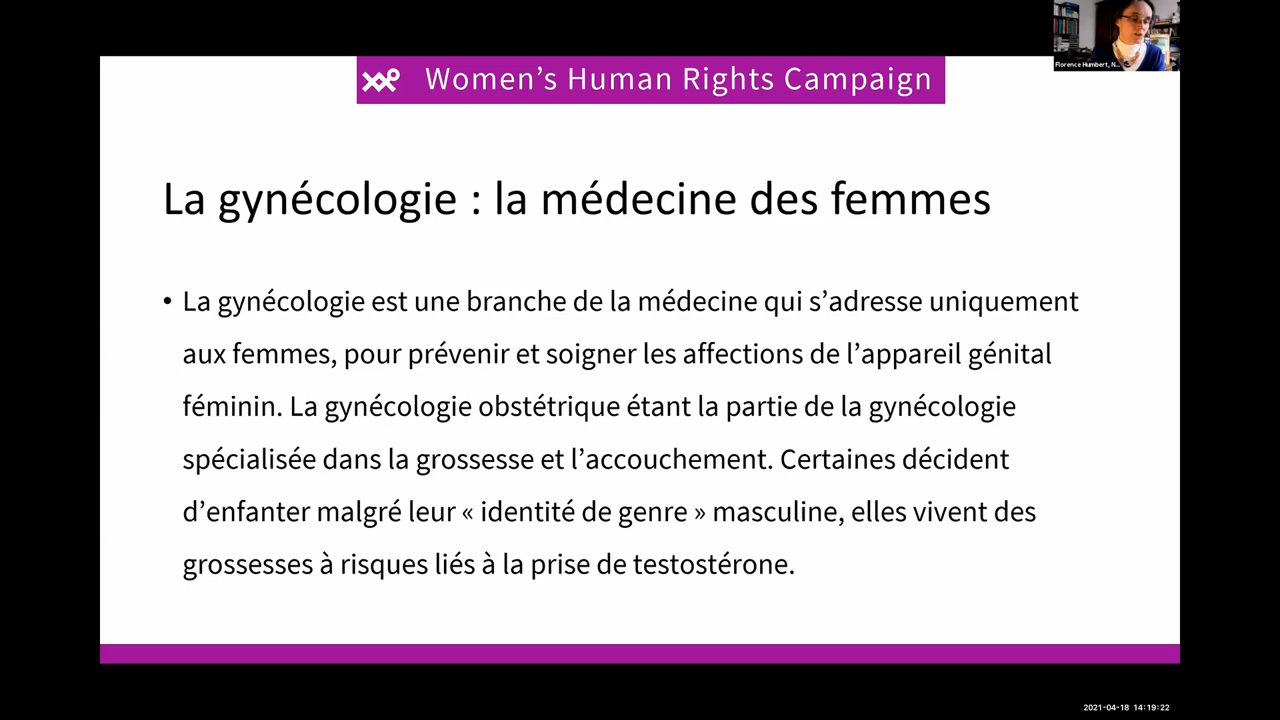 Florence Humbert, N...
Women’s Human Rights Campaign
La gynécologie : la médecine des femmes
• La gynécologie est une branche de la médecine qui s’adresse uniquement
aux femmes, pour prévenir et soigner les affections de l’appareil génital
féminin. La gynécologie obstétrique étant la partie de la gynécologie
spécialisée dans la grossesse et l’accouchement. Certaines décident
d’enfanter malgré leur « identité de genre » masculine, elles vivent des
grossesses à risques liés à la prise de testostérone.
2021-04-18 14:19:22